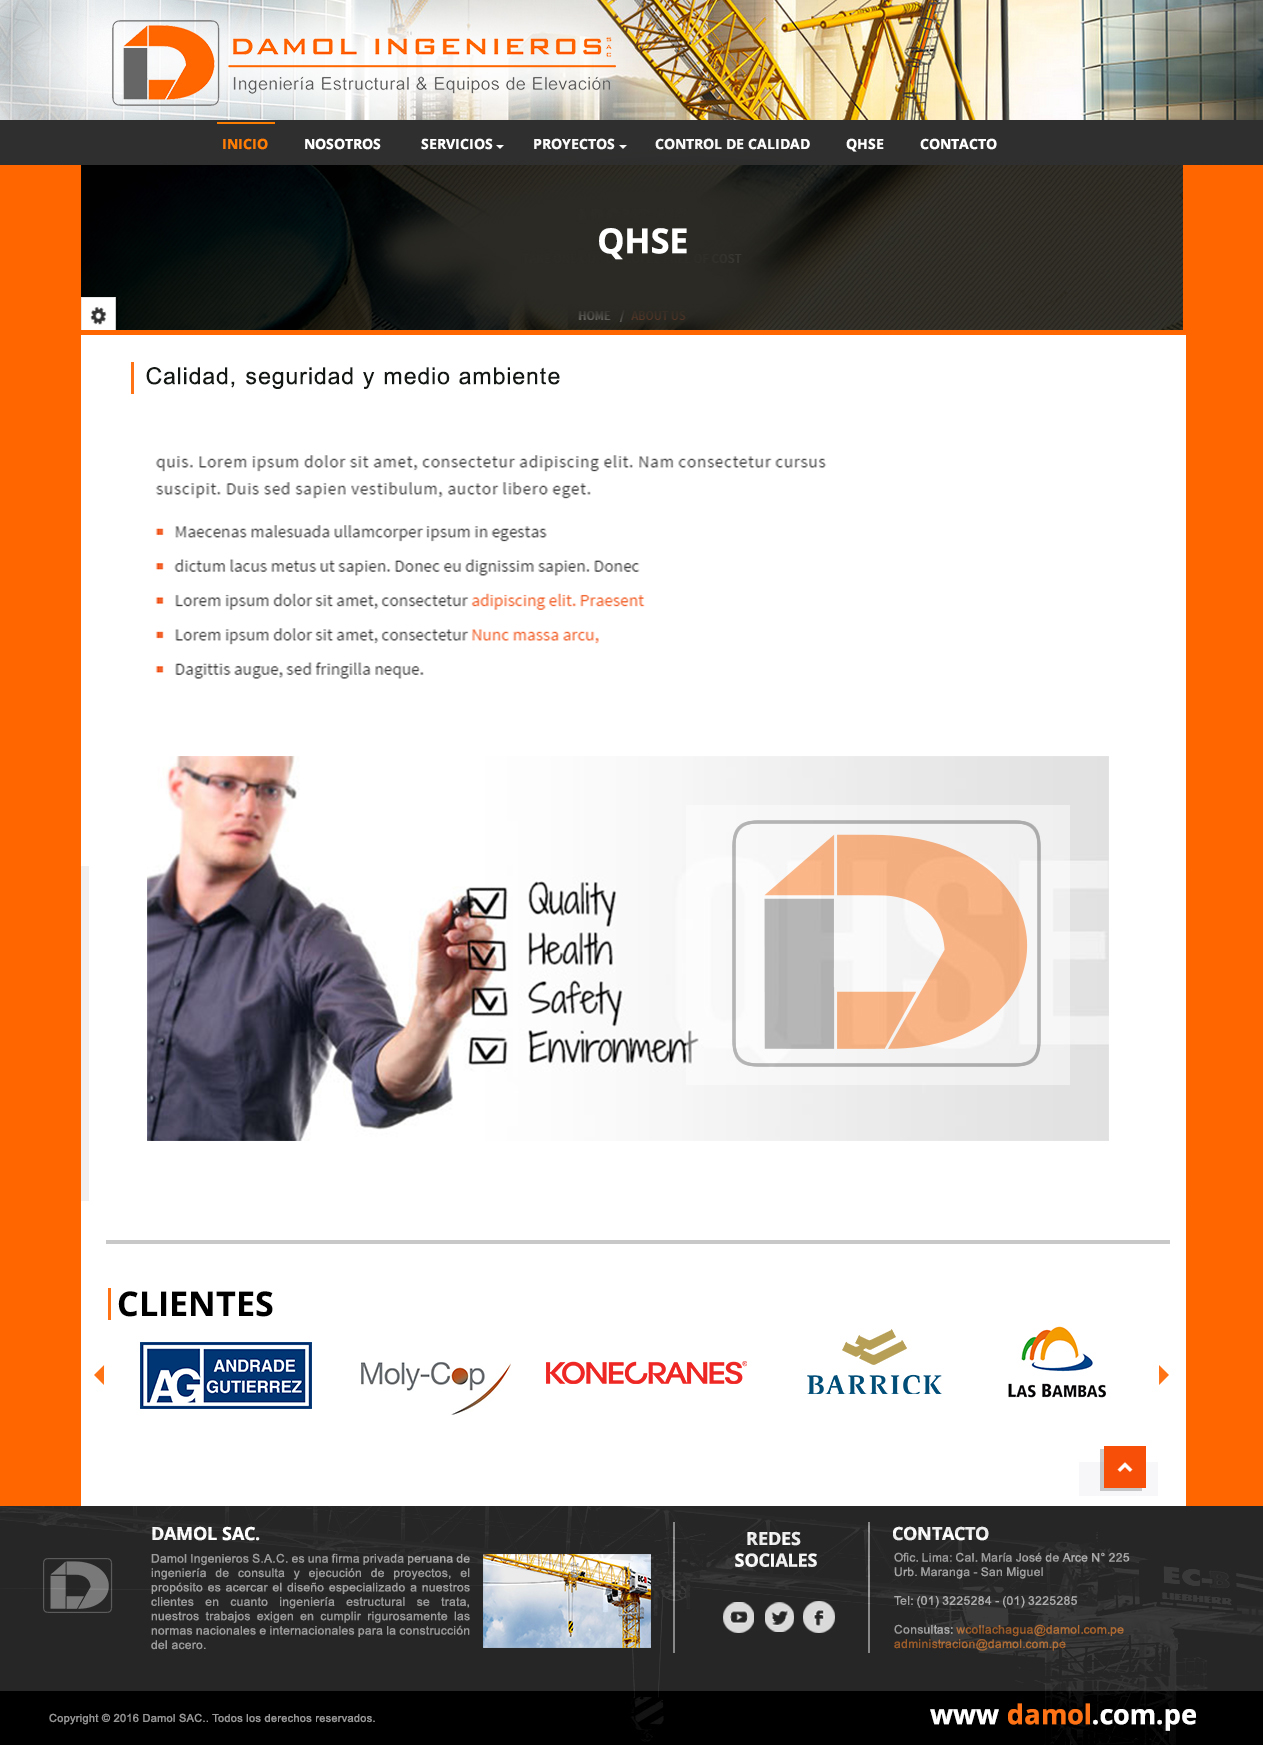 DAMOL INGENIEROS SAC
Ingeniería Estructural & Equipos de Elevación
INICIO NOSOTROS SERVICIOS PROYECTOS CONTROL DE CALIDAD QHSE CONTACTO
QHSE
COST
HOME / ABOUT US
Calidad, seguridad y medio ambiente
quis. Lorem ipsum dolor sit amet, consectetur adipiscing elit. Nam consectetur cursus
suscipit. Duis sed sapien vestibulum, auctor libero eget.
Maecenas malesuada ullamcorper ipsum in egestas
dictum lacus metus ut sapien. Donec eu dignissim sapien. Donec
Lorem ipsum dolor sit amet, consectetur adipiscing elit. Praesent
Lorem ipsum dolor sit amet, consectetur Nunc massa arcu,
Dagittis augue, sed fringilla neque.
Quality
Health
Safety
Environment
QHSE
CLIENTES
AG ANDRADE
GUTIERREZ
Moly-Cop
KONECRANES®
BARRICK
LAS BAMBAS
DAMOL SAC.
Damol Ingenieros S.A.C. es una firma privada peruana de
ingeniería de consulta y ejecución de proyectos, el
propósito es acercar el diseño especializado a nuestros
clientes en cuanto ingeniería estructural se trata,
nuestros trabajos exigen en cumplir rigurosamente las
normas nacionales e internacionales para la construcción
del acero.
REDES
SOCIALES
CONTACTO
Ofic. Lima: Cal. María José de Arce N° 225
Urb. Maranga - San Miguel
Tel: (01) 3225284 - (01) 3225285
Consultas: wcollachagua@damol.com.pe
administracion@damol.com.pe
LIEBHERR
Copyright © 2016 Damol SAC.. Todos los derechos reservados.
www damol.com.pe